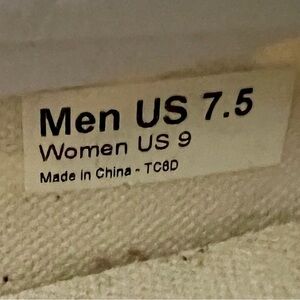 Men US 7.5
Women US 9
Made in China - TC6D